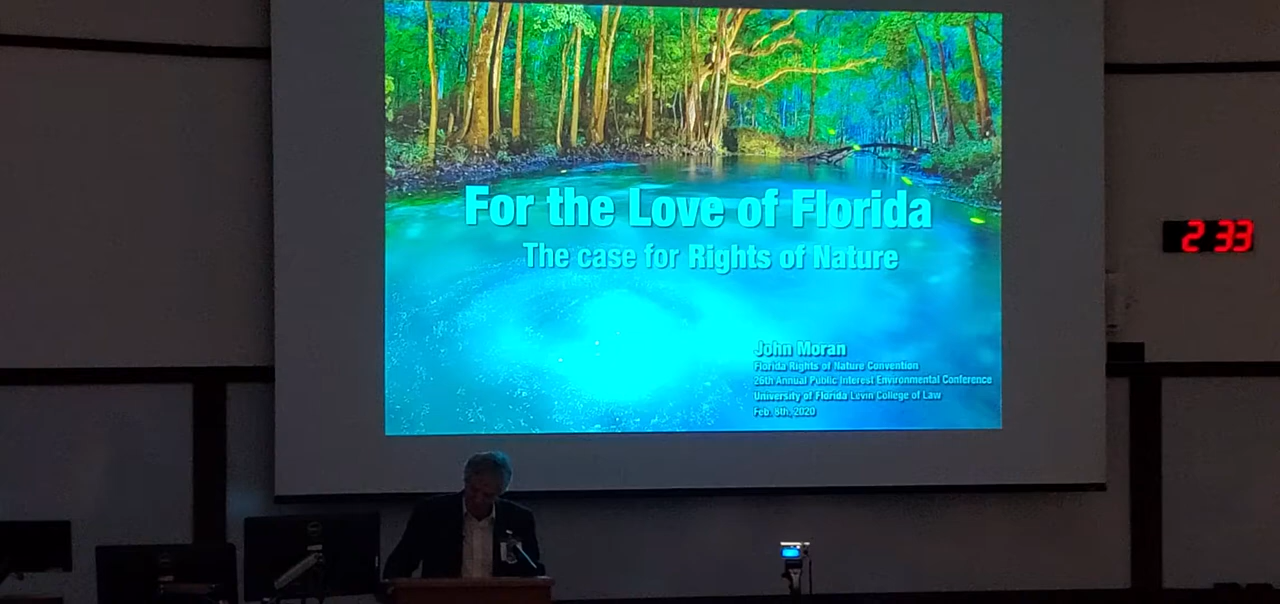 For the Love of Florida
The case for Rights of Nature
John Moran
Florida Rights of Nature Convention
26th Annual Public Interest Environmental Conference
University of Florida Levin College of Law
Feb. 8th, 2020
2 33